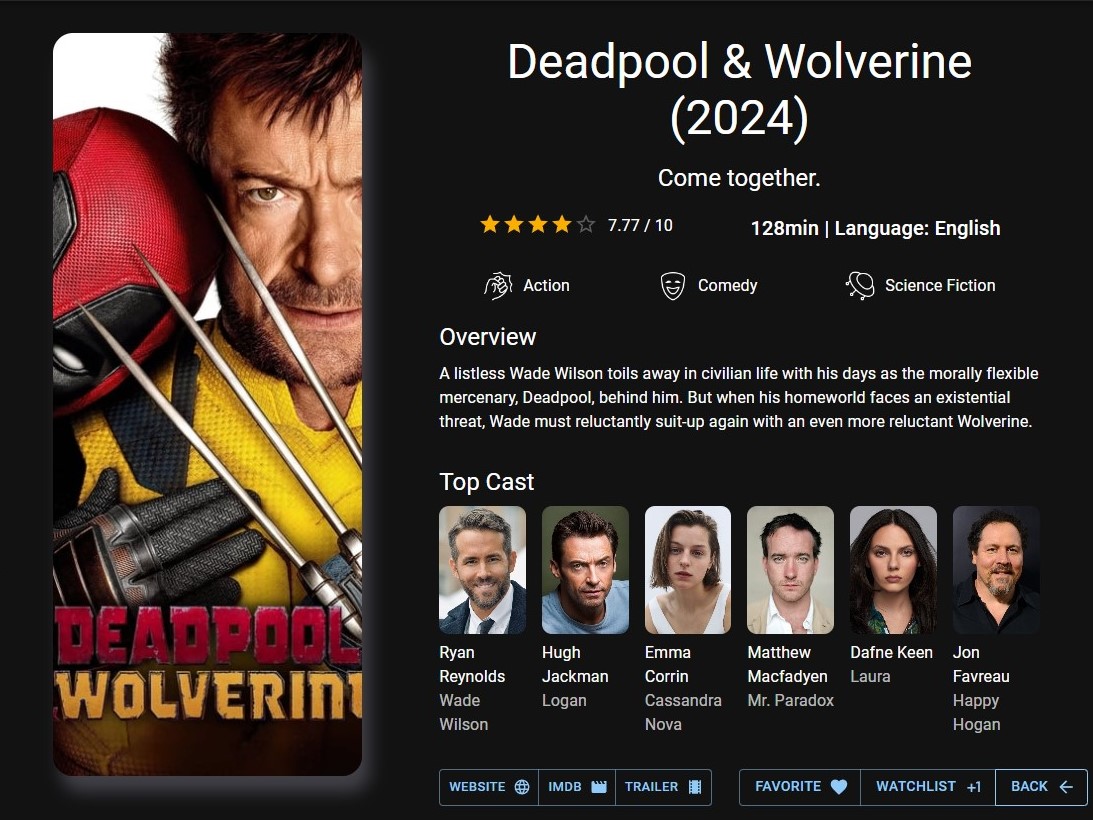 Deadpool & Wolverine
(2024)
Come together.
7.77 / 10
128min | Language: English
Action
Comedy
Science Fiction
Overview
A listless Wade Wilson toils away in civilian life with his days as the morally flexible
mercenary, Deadpool, behind him. But when his homeworld faces an existential
threat, Wade must reluctantly suit-up again with an even more reluctant Wolverine.
Top Cast
Ryan
Reynolds
Wade
Wilson
Hugh
Jackman
Logan
Emma
Corrin
Cassandra
Nova
Matthew
Macfadyen
Mr. Paradox
Dafne Keen
Laura
Jon
Favreau
Happy
Hogan
DEADPOOL
WOLVERIN
WEBSITE
IMDB
TRAILER
FAVORITE
WATCHLIST +1
BACK